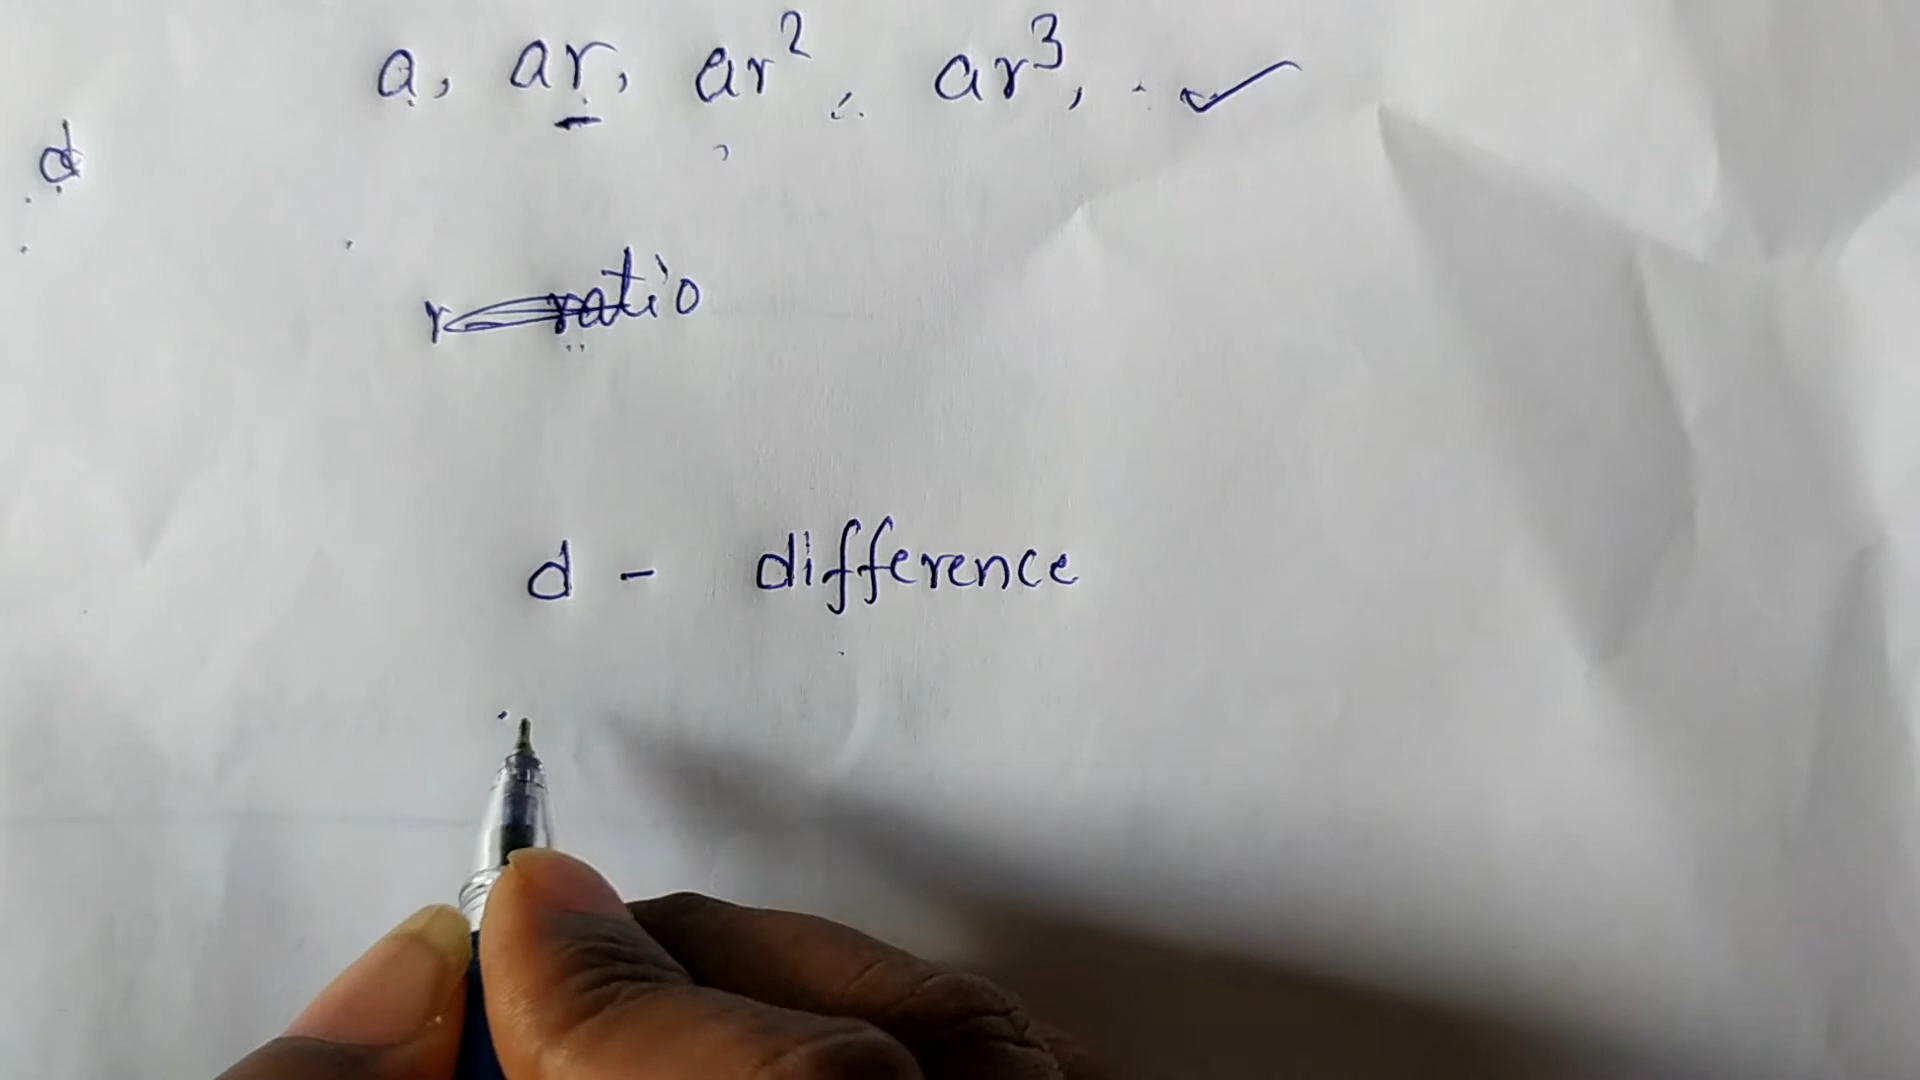 a, ar, ar², ar³, .
d
r ratio
d - difference